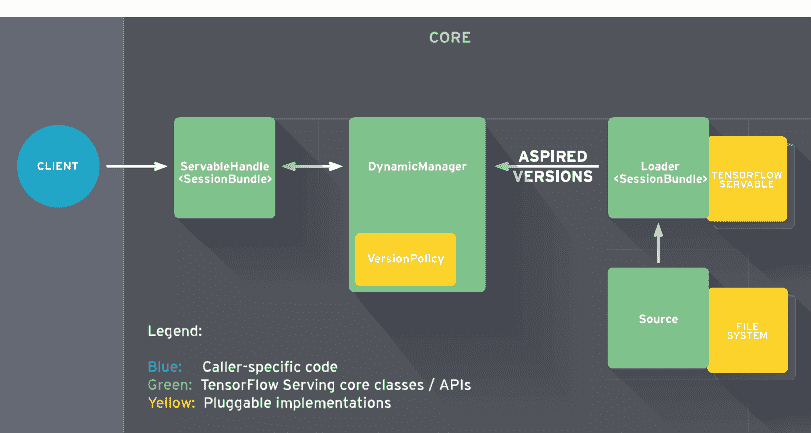 CORE
CLIENT
ServableHandle
<SessionBundle>
DynamicManager
VersionPolicy
ASPIRED
VERSIONS
Loader
<SessionBundle>
TENSORFLOW
SERVABLE
Source
FILE
SYSTEM
Legend:
Blue: Caller-specific code
Green: TensorFlow Serving core classes / APIs
Yellow: Pluggable implementations